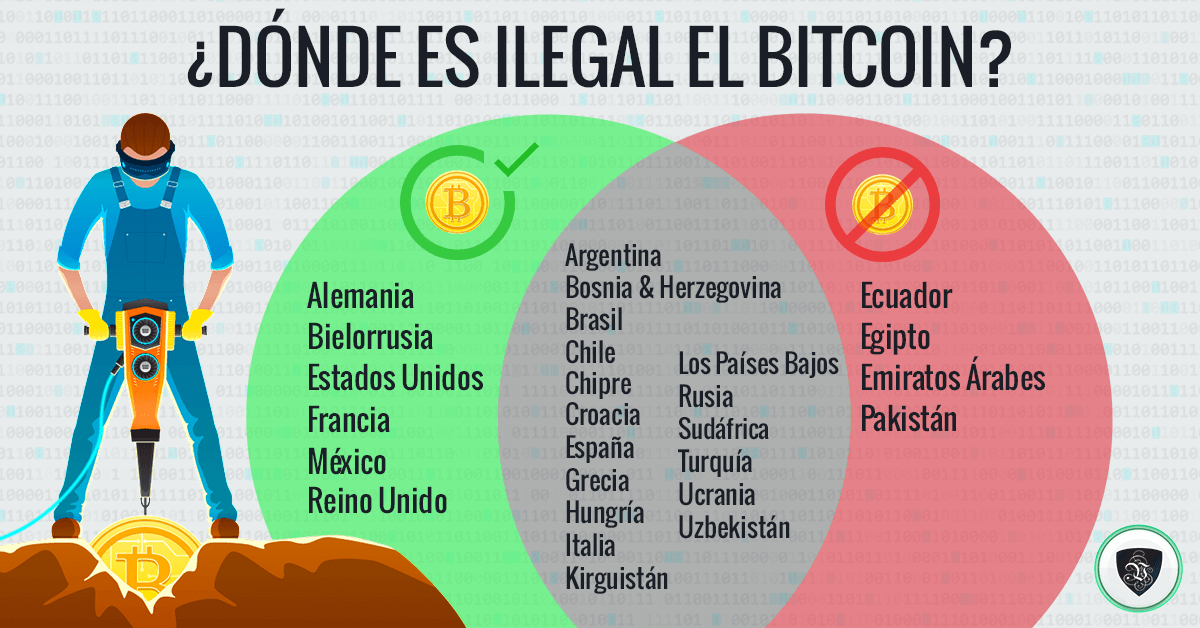 ¿DÓNDE ES ILEGAL EL BITCOIN?
Alemania
Bielorrusia
Estados Unidos
Francia
México
Reino Unido
Argentina
Bosnia & Herzegovina
Brasil
Chile
Chipre
Croacia
España
Grecia
Hungría
Italia
Kirguistán
Los Países Bajos
Rusia
Sudáfrica
Turquía
Ucrania
Uzbekistán
Ecuador
Egipto
Emiratos Árabes
Pakistán